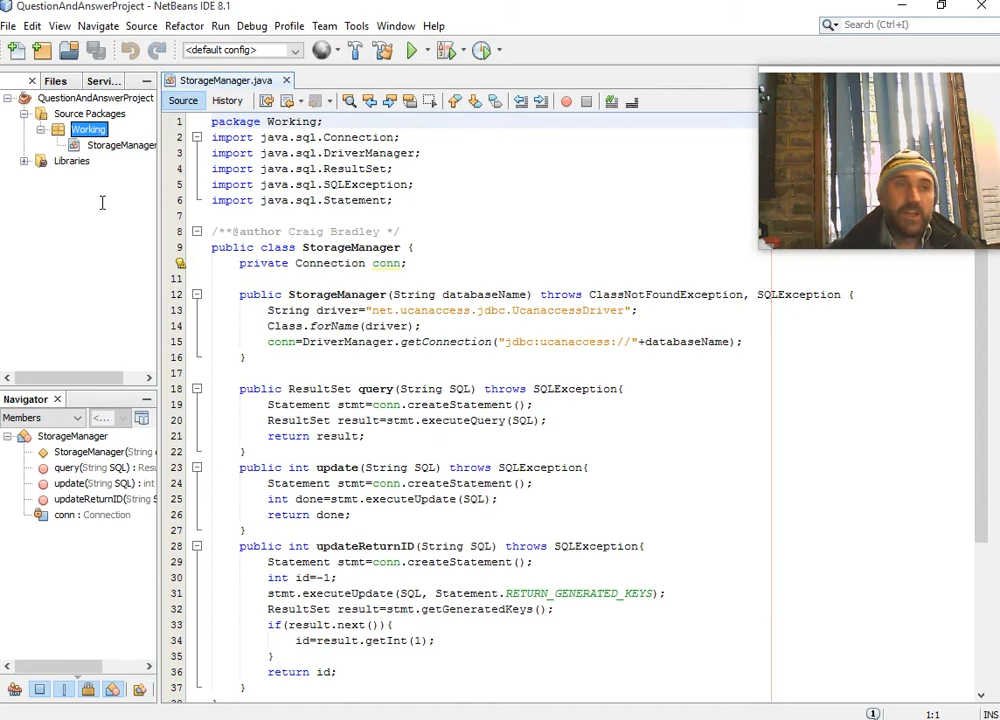 QuestionAndAnswerProject - NetBeans IDE 8.1
File Edit View Navigate Source Refactor Run Debug Profile Team Tools Window Help
Search (Ctrl+I)
<default config>
Files Servi...
StorageManager.java
QuestionAndAnswerProject
Source Packages
Working
StorageManager
Libraries
Source History
1 package Working;
2 import java.sql.Connection;
3 import java.sql.DriverManager;
4 import java.sql.ResultSet;
5 import java.sql.SQLException;
6 import java.sql.Statement;
7
8 /**@author Craig Bradley */
9 public class StorageManager {
private Connection conn;
11
12 public StorageManager(String databaseName) throws ClassNotFoundException, SQLException {
13 String driver="net.ucanaccess.jdbc.UcanaccessDriver";
14 Class.forName(driver);
15 conn=DriverManager.getConnection("jdbc:ucanaccess://"+databaseName);
16 }
17
18 public ResultSet query(String SQL) throws SQLException{
19 Statement stmt=conn.createStatement();
20 ResultSet result=stmt.executeQuery(SQL);
21 return result;
22 }
23 public int update(String SQL) throws SQLException{
24 Statement stmt=conn.createStatement();
25 int done=stmt.executeUpdate(SQL);
26 return done;
27 }
28 public int updateReturnID(String SQL) throws SQLException{
29 Statement stmt=conn.createStatement();
30 int id=-1;
31 stmt.executeUpdate(SQL, Statement.RETURN_GENERATED_KEYS);
32 ResultSet result=stmt.getGeneratedKeys();
33 if(result.next()){
34 id=result.getInt(1);
35 }
36 return id;
37 }
Navigator
Members <...
StorageManager
StorageManager(String
query(String SQL) : Resu
update(String SQL) : int
updateReturnID(String S
conn : Connection
1 1:1 INS